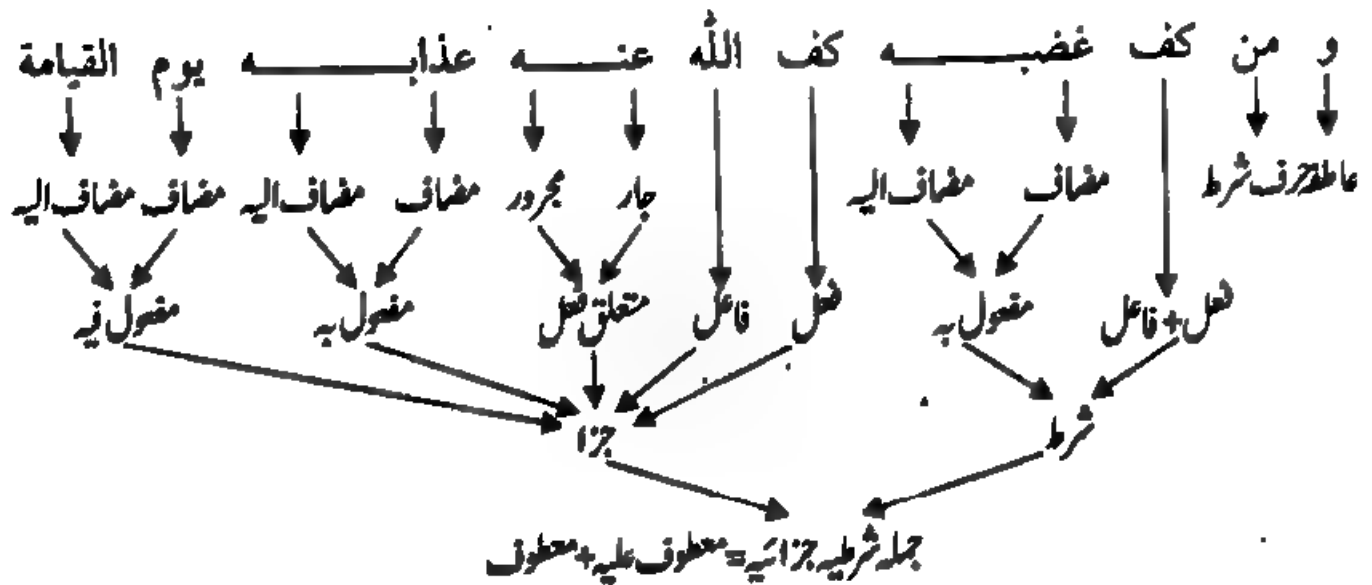 و من كف غضبه كف الله عنه عذابه يوم القيامة
عاطفہ حرف شرط مضاف مضاف الیہ جار مجرور مضاف مضاف الیہ مضاف مضاف الیہ
فعل+فاعل مفعول بہ فعل فاعل متعلق فعل مفعول بہ مفعول فیہ
شرط جزا
جملہ شرطیہ جزائیہ=معطوف علیہ+معطوف